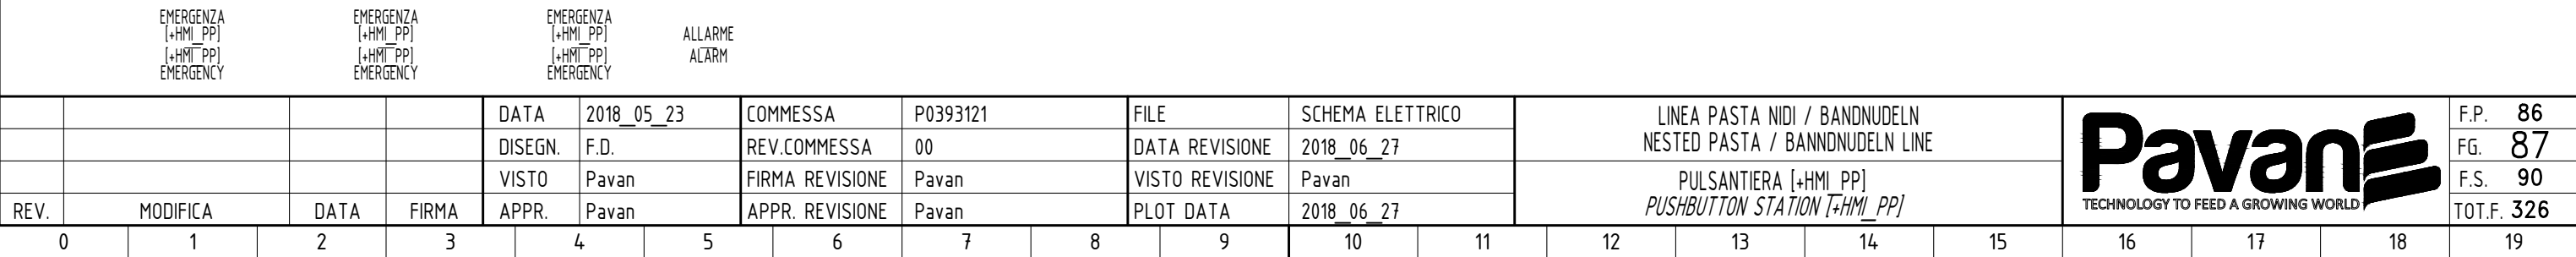 EMERGENZA EMERGENZA EMERGENZA
[+HMI_PP] [+HMI_PP] [+HMI_PP] ALLARME
[+HMI_PP] [+HMI_PP] [+HMI_PP] ALARM
EMERGENCY EMERGENCY EMERGENCY
DATA 2018_05_23 COMMESSA P0393121 FILE SCHEMA ELETTRICO LINEA PASTA NIDI / BANDNUDELN F.P. 86
DISEGN. F.D. REV.COMMESSA 00 DATA REVISIONE 2018_06_27 NESTED PASTA / BANNDNUDELN LINE Pavan FG. 87
VISTO Pavan FIRMA REVISIONE Pavan VISTO REVISIONE Pavan PULSANTIERA [+HMI_PP] F.S. 90
REV. MODIFICA DATA FIRMA APPR. Pavan APPR. REVISIONE Pavan PLOT DATA 2018_06_27 PUSHBUTTON STATION [+HMI_PP] TECHNOLOGY TO FEED A GROWING WORLD TOT.F. 326
0 1 2 3 4 5 6 7 8 9 10 11 12 13 14 15 16 17 18 19